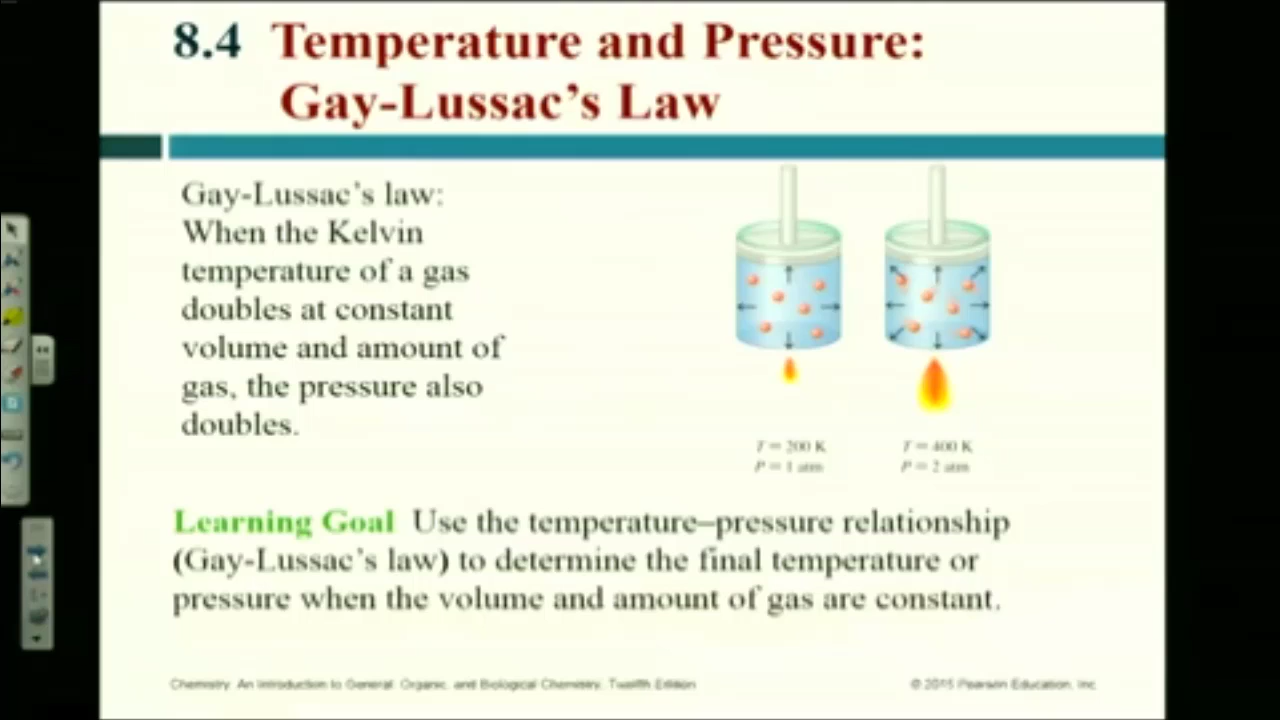 8.4 Temperature and Pressure:
Gay-Lussac's Law
Gay-Lussac's law:
When the Kelvin
temperature of a gas
doubles at constant
volume and amount of
gas, the pressure also
doubles.
T = 200 K
P = 1 atm
T = 400 K
P = 2 atm
Learning Goal Use the temperature–pressure relationship
(Gay-Lussac's law) to determine the final temperature or
pressure when the volume and amount of gas are constant.
Chemistry: An Introduction to General, Organic, and Biological Chemistry, Twelfth Edition
© 2015 Pearson Education, Inc.